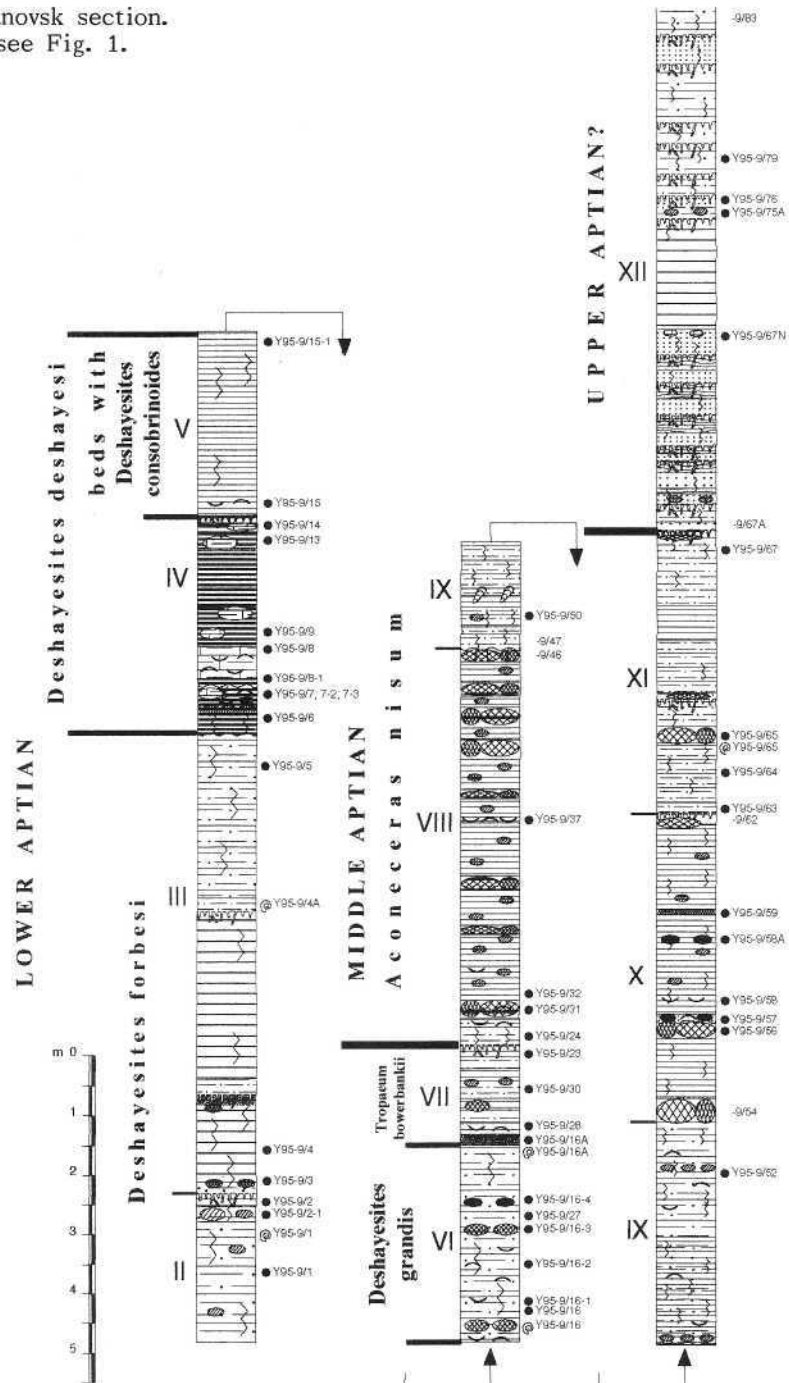 novsk section.
see Fig. 1.
LOWER APTIAN
Deshayesites deshayesi
beds with
Deshayesites
consobrinoides
Deshayesites forbesi
V
IV
III
II
Y95-9/15-1
Y95-9/15
Y95-9/14
Y95-9/13
Y95-9/9
Y95-9/8
Y95-9/8-1
Y95-9/7, 7-2; 7-3
Y95-9/6
Y95-9/5
Y95-9/4A
Y95-9/4
Y95-9/3
Y95-9/2
Y95-9/2-1
Y95-9/1
Y95-9/1
m 0
1
2
3
4
5
MIDDLE APTIAN
Aconeceras nisum
Tropaeum
bowerbankii
Deshayesites
grandis
IX
VIII
VII
VI
Y95-9/50
-9/47
-9/46
Y95-9/37
Y95-9/32
Y95-9/31
Y95-9/24
Y95-9/23
Y95-9/30
Y95-9/28
Y95-9/16A
Y95-9/16A
Y95-9/16-4
Y95-9/27
Y95-9/16-3
Y95-9/16-2
Y95-9/16-1
Y95-9/16
Y95-9/16
UPPER APTIAN?
XII
XI
X
IX
-9/83
Y95-9/79
Y95-9/76
Y95-9/75A
Y95-9/67N
-9/67A
Y95-9/67
Y95-9/65
Y95-9/65
Y95-9/64
Y95-9/63
-9/62
Y95-9/59
Y95-9/58A
Y95-9/58
Y95-9/57
Y95-9/56
-9/54
Y95-9/52